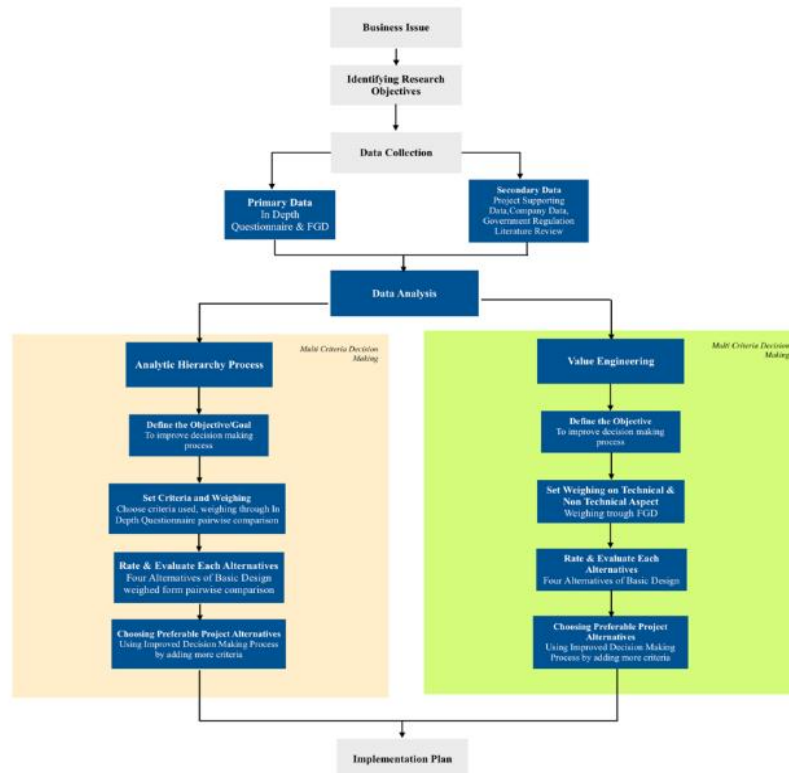 Business Issue
Identifying Research
Objectives
Data Collection
Primary Data
In Depth
Questionnaire & FGD
Secondary Data
Project Supporting
Data,Company Data,
Government Regulation
Literature Review
Data Analysis
Multi Criteria Decision
Making
Analytic Hierarchy Process
Define the Objective/Goal
To improve decision making
process
Set Criteria and Weighing
Choose criteria used, weighing through In
Depth Questionnaire pairwise comparison
Rate & Evaluate Each Alternatives
Four Alternatives of Basic Design
weighed form pairwise comparison
Choosing Preferable Project Alternatives
Using Improved Decision Making Process
by adding more criteria
Multi Criteria Decision
Making
Value Engineering
Define the Objective
To improve decision making
process
Set Weighing on Technical &
Non Technical Aspect
Weighing trough FGD
Rate & Evaluate Each
Alternatives
Four Alternatives of Basic Design
Choosing Preferable Project
Alternatives
Using Improved Decision Making
Process by adding more criteria
Implementation Plan